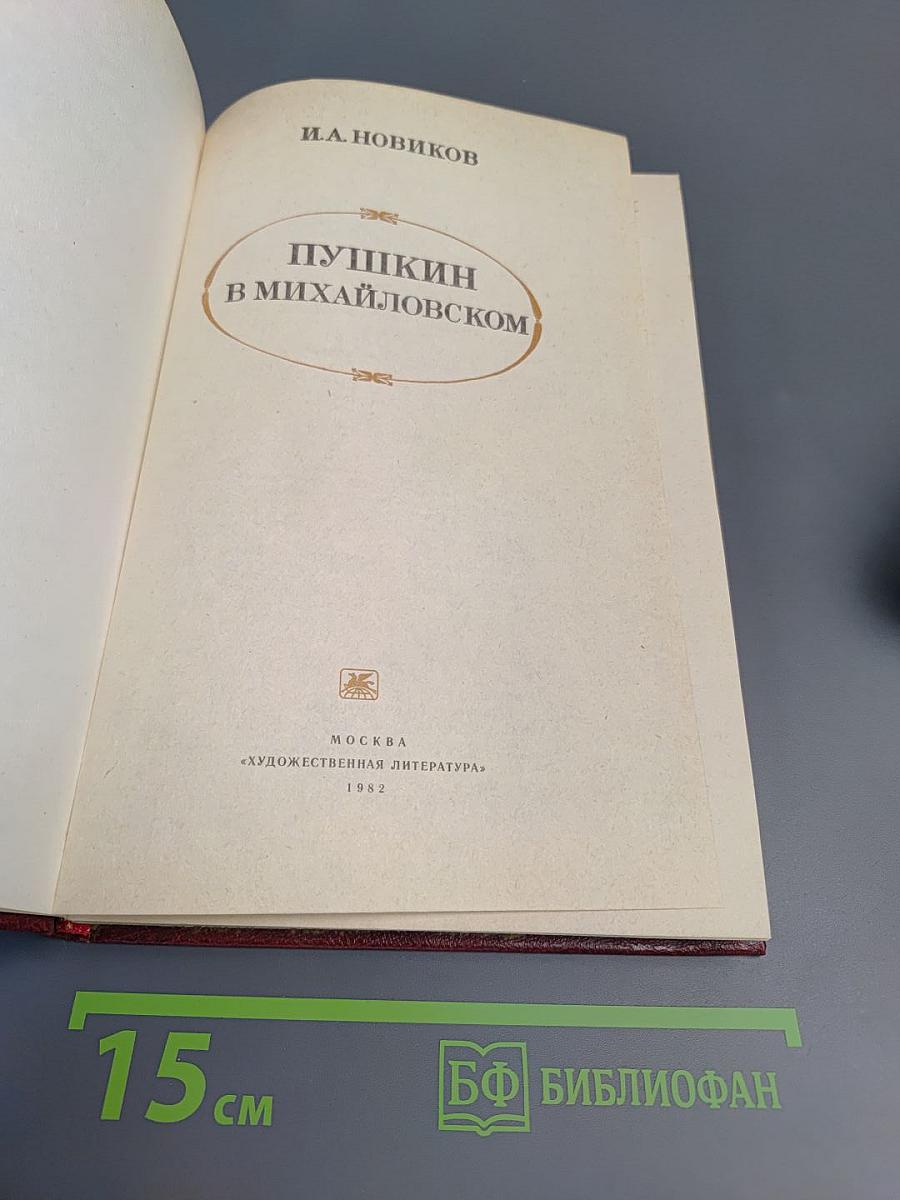 И.А. НОВИКОВ
ПУШКИН
В МИХАЙЛОВСКОМ
МОСКВА
«ХУДОЖЕСТВЕННАЯ ЛИТЕРАТУРА»
1982
15 см
БФ БИБЛИОФАН